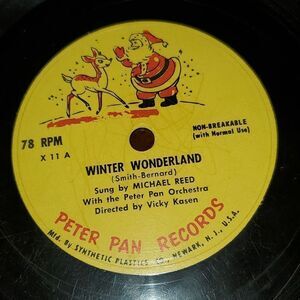 78 RPM
X 11 A
NON-BREAKABLE
(with Normal Use)
WINTER WONDERLAND
(Smith-Bernard)
Sung by MICHAEL REED
With the Peter Pan Orchestra
Directed by Vicky Kasen
PETER PAN RECORDS
Mfd. By SYNTHETIC PLASTICS CO., NEWARK, N. J., U.S.A.